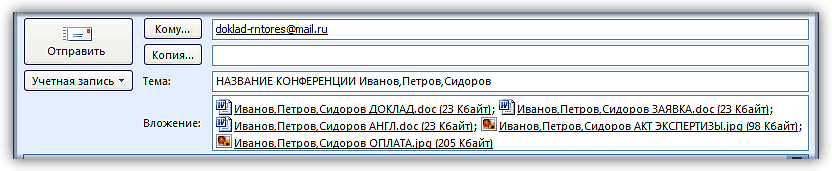 Отправить
Кому...
doklad-rntores@mail.ru
Копия...
Учетная запись
Тема:
НАЗВАНИЕ КОНФЕРЕНЦИИ Иванов,Петров,Сидоров
Вложение:
Иванов,Петров,Сидоров ДОКЛАД.doc (23 Кбайт); Иванов,Петров,Сидоров ЗАЯВКА.doc (23 Кбайт);
Иванов,Петров,Сидоров АНГЛ.doc (23 Кбайт); Иванов,Петров,Сидоров АКТ ЭКСПЕРТИЗЫ.jpg (98 Кбайт);
Иванов,Петров,Сидоров ОПЛАТА.jpg (205 Кбайт)